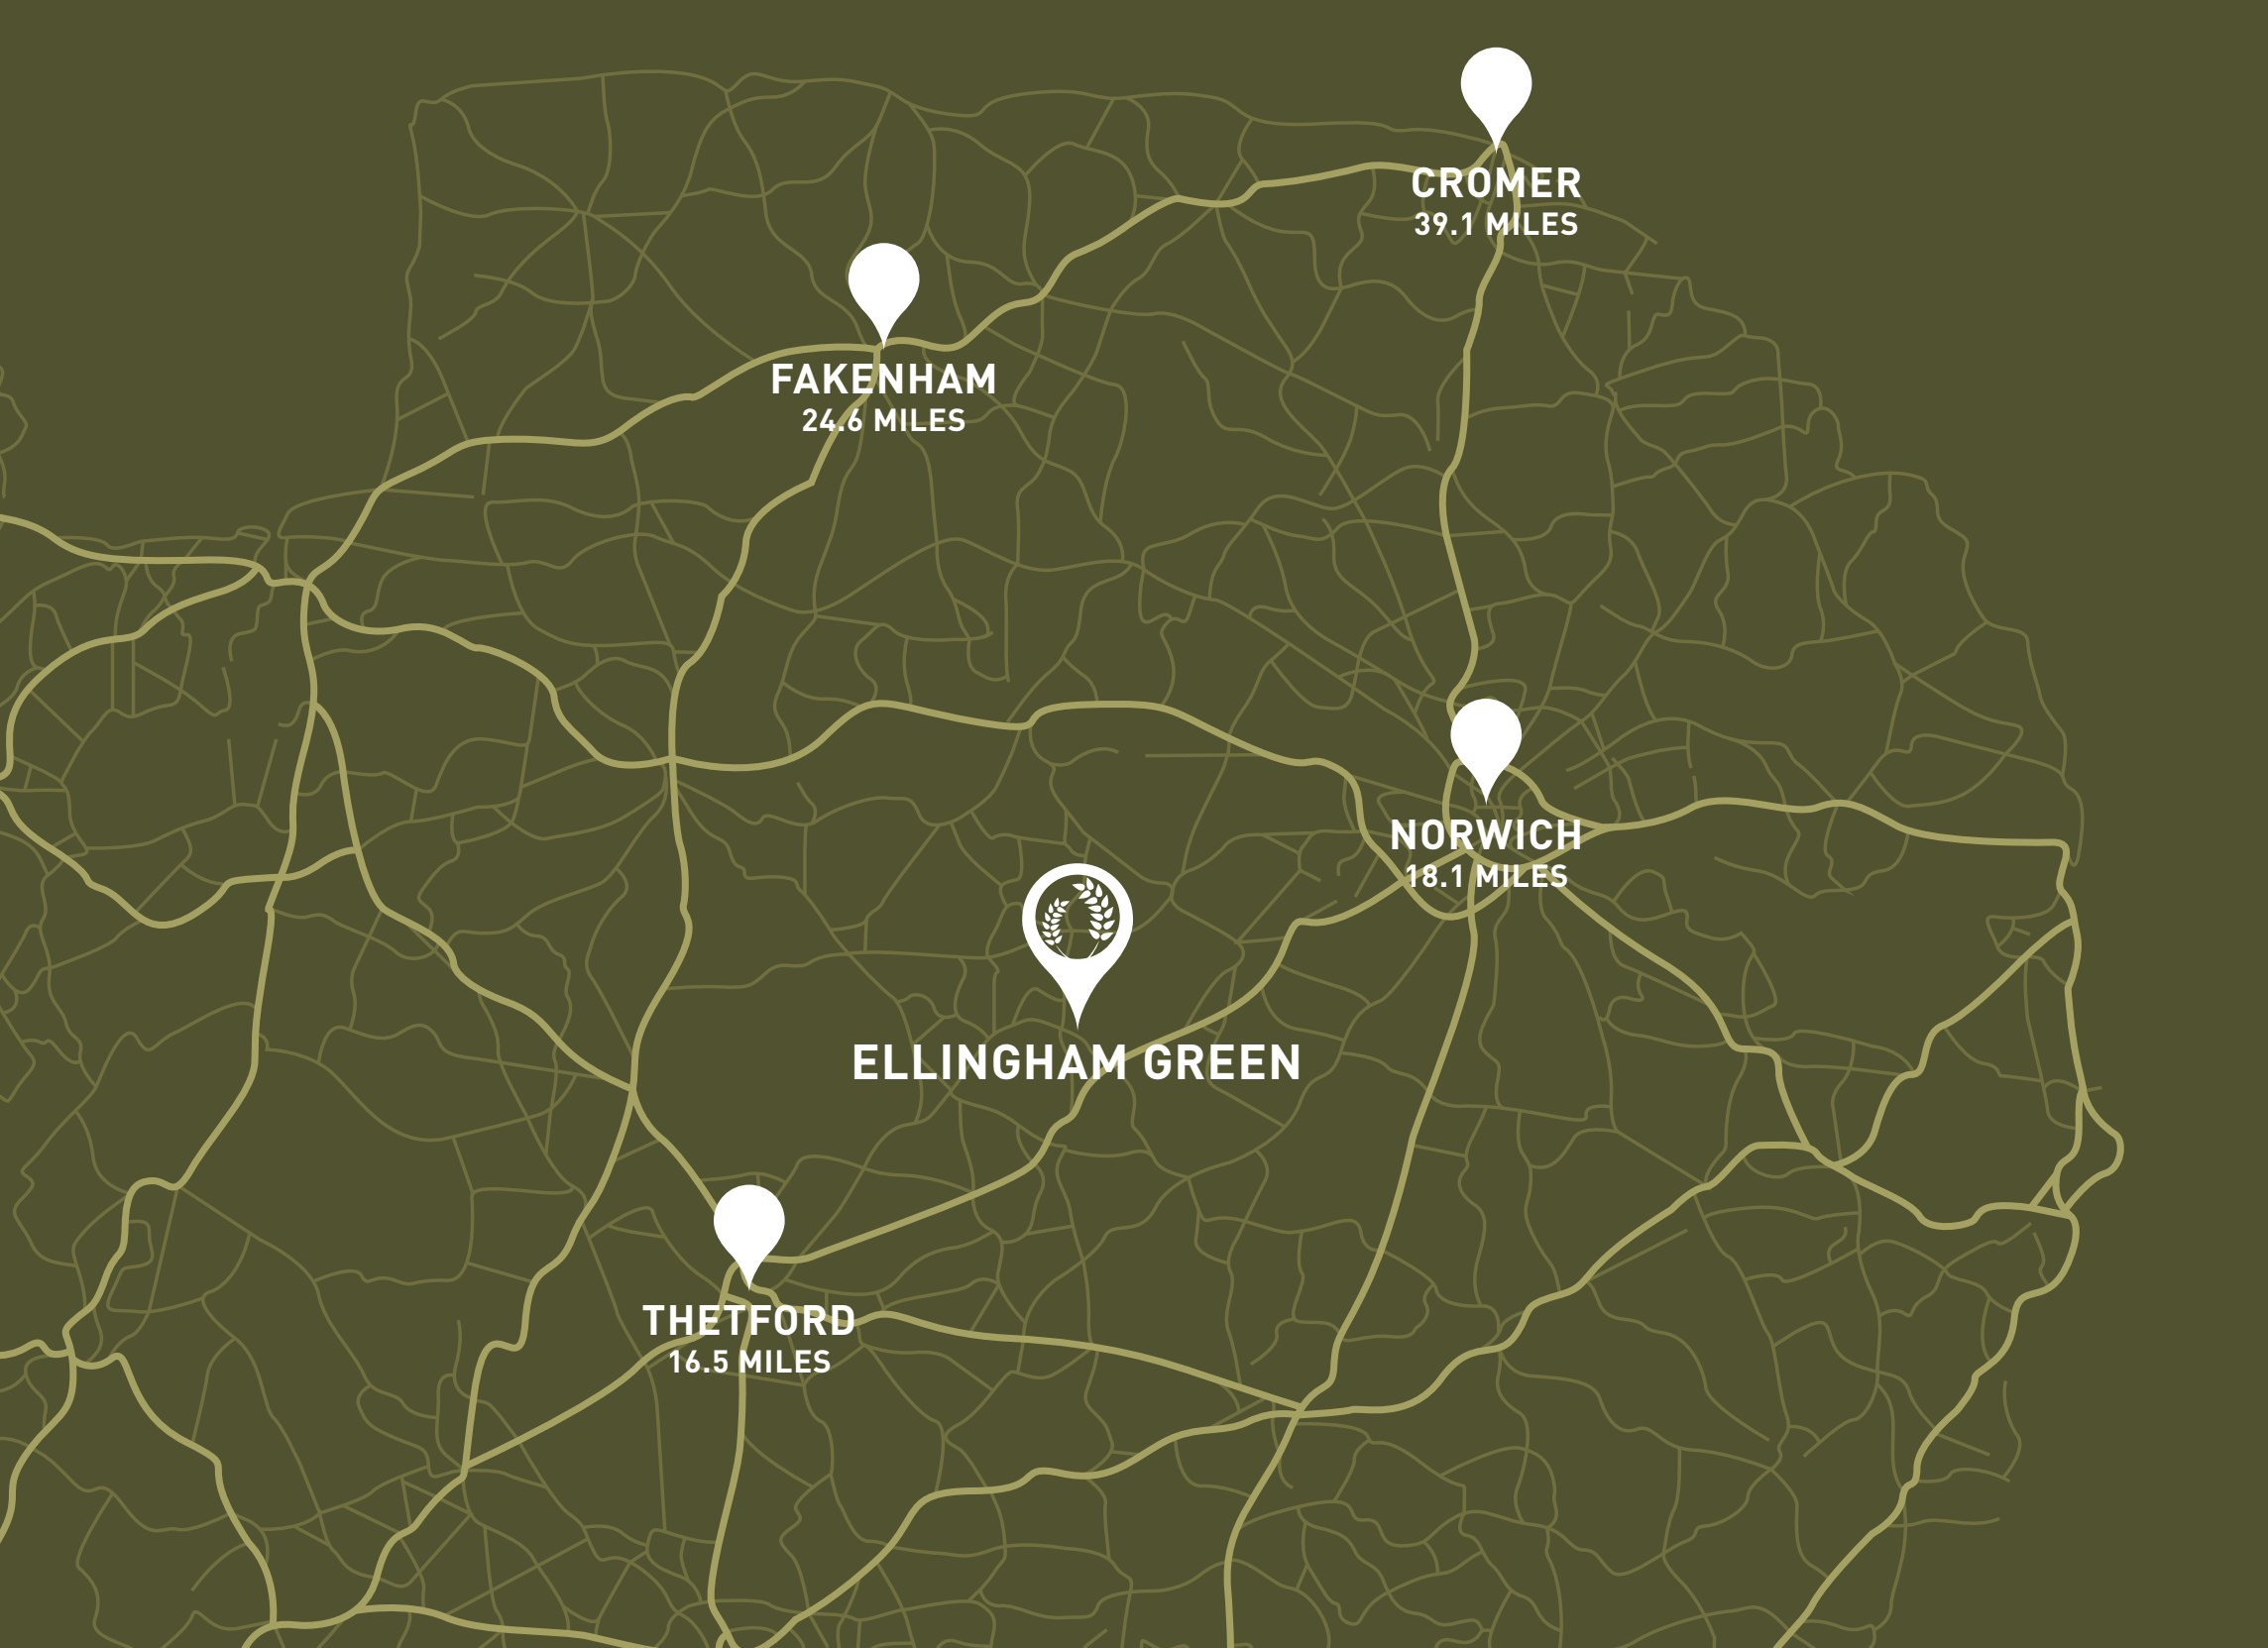 CROMER
39.1 MILES
FAKENHAM
24.6 MILES
NORWICH
18.1 MILES
ELLINGHAM GREEN
THETFORD
16.5 MILES